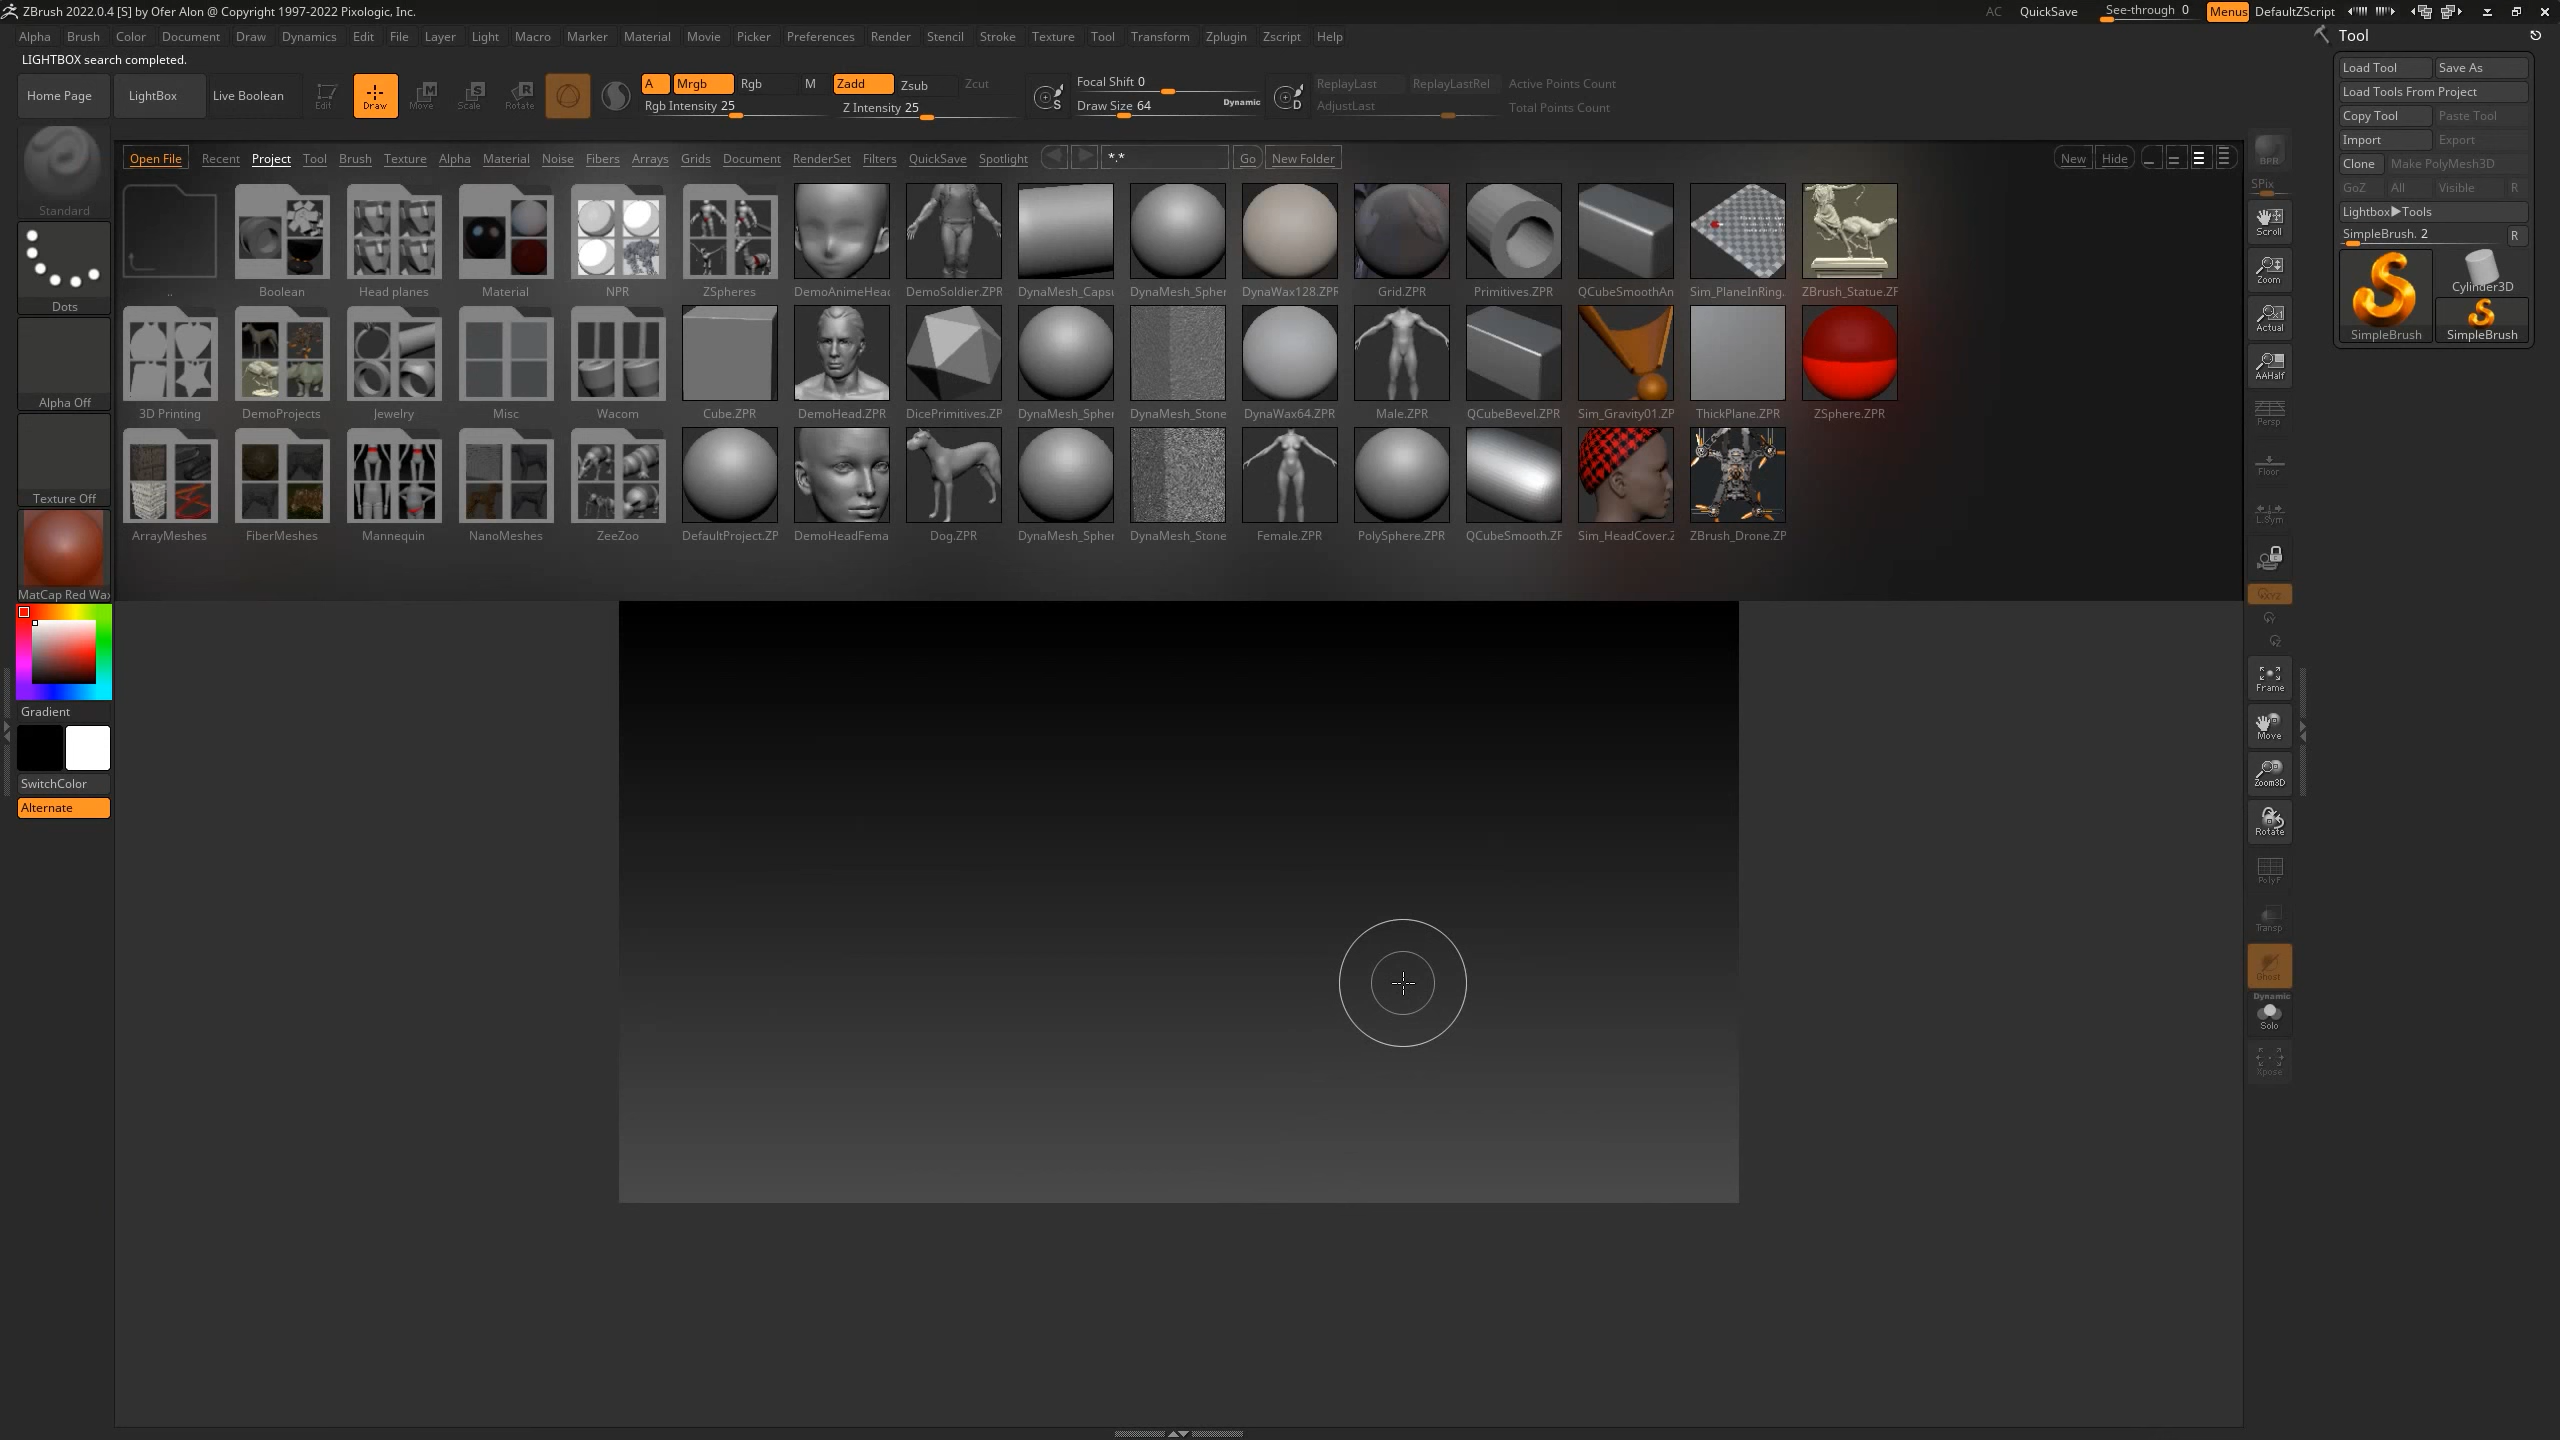 ZBrush 2022.0.4 [S] by Ofer Alon @ Copyright 1997-2022 Pixologic, Inc. AC QuickSave See-through 0 Menus DefaultZScript
Alpha Brush Color Document Draw Dynamics Edit File Layer Light Macro Marker Material Movie Picker Preferences Render Stencil Stroke Texture Tool Transform Zplugin Zscript Help Tool
LIGHTBOX search completed.
Home Page LightBox Live Boolean Edit Draw Move Scale Rotate A Mrgb Rgb M Zadd Zsub Zcut Focal Shift 0 ReplayLast ReplayLastRel Active Points Count
Rgb Intensity 25 Z Intensity 25 Draw Size 64 Dynamic AdjustLast Total Points Count
S D
Load Tool Save As
Load Tools From Project
Copy Tool Paste Tool
Import Export
Clone Make PolyMesh3D
GoZ All Visible R
Lightbox▶Tools
SimpleBrush. 2 R
Cylinder3D
SimpleBrush SimpleBrush
Open File Recent Project Tool Brush Texture Alpha Material Noise Fibers Arrays Grids Document RenderSet Filters QuickSave Spotlight *.* Go New Folder New Hide
.. Boolean Head planes Material NPR ZSpheres DemoAnimeHead DemoSoldier.ZPR DynaMesh_Capsu DynaMesh_Spher DynaWax128.ZPR Grid.ZPR Primitives.ZPR QCubeSmoothAn Sim_PlaneInRing. ZBrush_Statue.ZF
3D Printing DemoProjects Jewelry Misc Wacom Cube.ZPR DemoHead.ZPR DicePrimitives.ZP DynaMesh_Spher DynaMesh_Stone DynaWax64.ZPR Male.ZPR QCubeBevel.ZPR Sim_Gravity01.ZP ThickPlane.ZPR ZSphere.ZPR
ArrayMeshes FiberMeshes Mannequin NanoMeshes ZeeZoo DefaultProject.ZP DemoHeadFema Dog.ZPR DynaMesh_Spher DynaMesh_Stone Female.ZPR PolySphere.ZPR QCubeSmooth.ZF Sim_HeadCover.Z ZBrush_Drone.ZP
Standard
Dots
Alpha Off
Texture Off
MatCap Red Wax
Gradient
SwitchColor
Alternate
BPR
SPix
Scroll
Zoom
Actual
AAHalf
Persp
Floor
L.Sym
XYZ
Frame
Move
Zoom3D
Rotate
PolyF
Transp
Ghost
Dynamic
Solo
Xpose